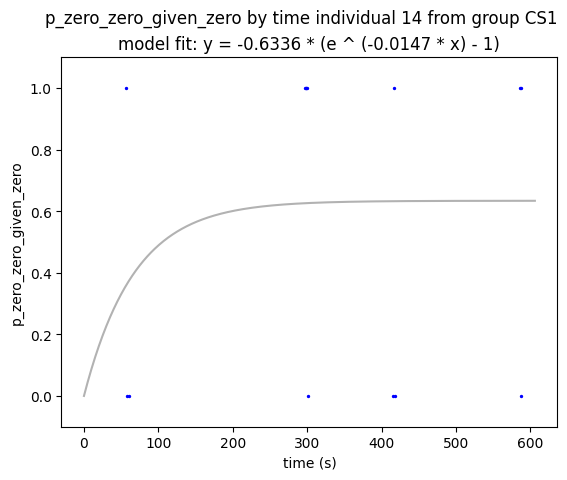 p_zero_zero_given_zero by time individual 14 from group CS1
model fit: y = -0.6336 * (e ^ (-0.0147 * x) - 1)
1.0
0.8
0.6
0.4
0.2
0.0
p_zero_zero_given_zero
0 100 200 300 400 500 600
time (s)